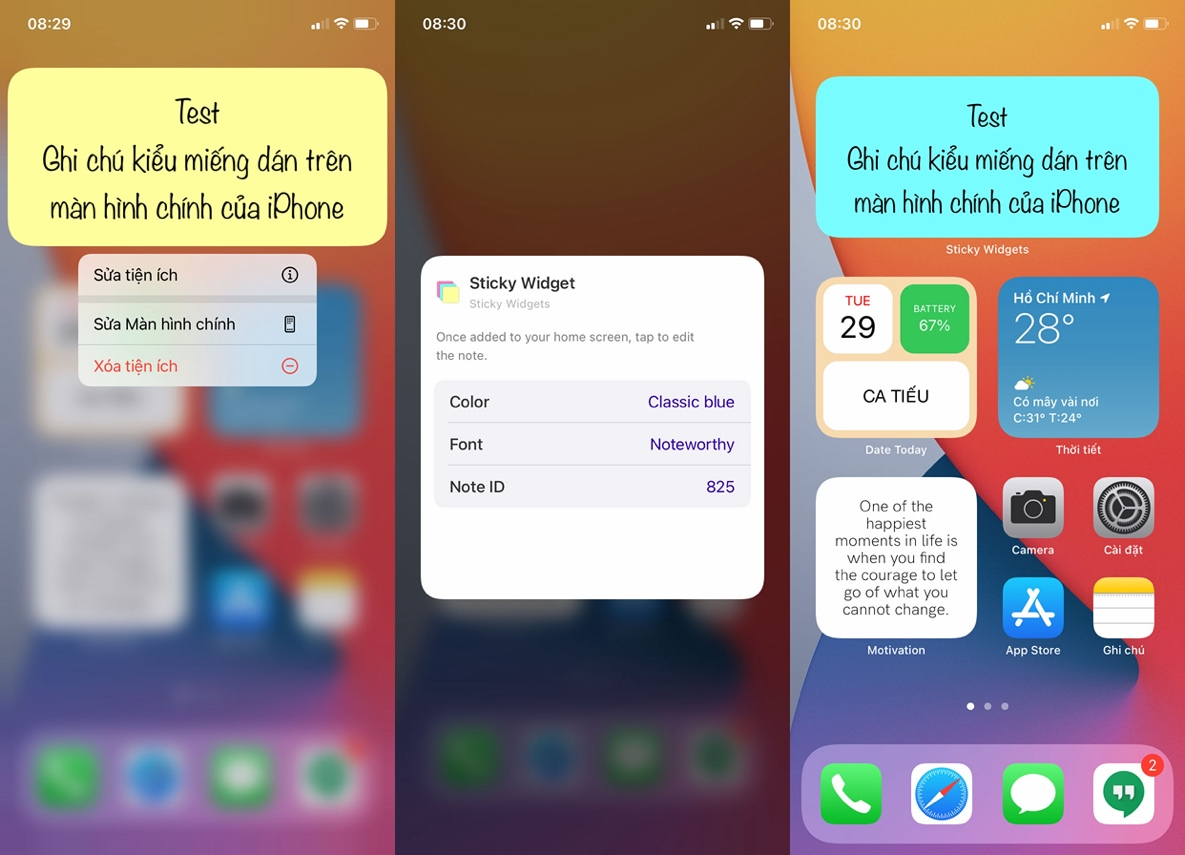 08:29
Test
Ghi chú kiểu miếng dán trên
màn hình chính của iPhone
Sửa tiện ích
Sửa Màn hình chính
Xóa tiện ích
08:30
Sticky Widget
Sticky Widgets
Once added to your home screen, tap to edit
the note.
Color Classic blue
Font Noteworthy
Note ID 825
08:30
Test
Ghi chú kiểu miếng dán trên
màn hình chính của iPhone
Sticky Widgets
TUE
29
BATTERY
67%
CA TIẾU
Date Today
Hồ Chí Minh
28°
Có mây vài nơi
C:31° T:24°
Thời tiết
One of the
happiest
moments in life is
when you find
the courage to let
go of what you
cannot change.
Motivation
Camera
Cài đặt
App Store
Ghi chú
2